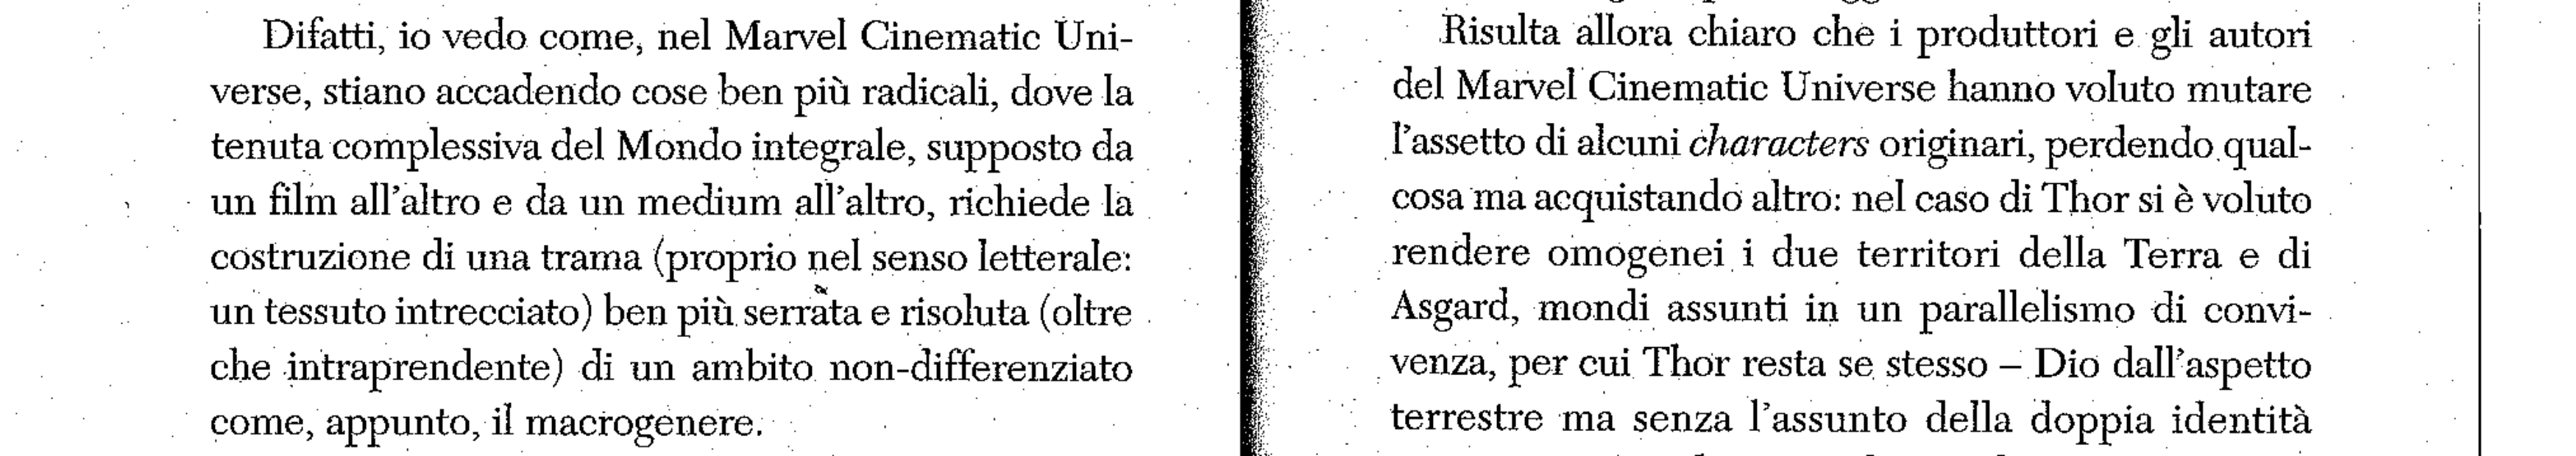 Difatti, io vedo come, nel Marvel Cinematic Uni-
verse, stiano accadendo cose ben più radicali, dove la
tenuta complessiva del Mondo integrale, supposto da
un film all'altro e da un medium all'altro, richiede la
costruzione di una trama (proprio nel senso letterale:
un tessuto intrecciato) ben più serrata e risoluta (oltre
che intraprendente) di un ambito non-differenziato
come, appunto, il macrogenere.
Risulta allora chiaro che i produttori e gli autori
del Marvel Cinematic Universe hanno voluto mutare
l'assetto di alcuni characters originari, perdendo qual-
cosa ma acquistando altro: nel caso di Thor si è voluto
rendere omogenei i due territori della Terra e di
Asgard, mondi assunti in un parallelismo di convi-
venza, per cui Thor resta se stesso – Dio dall'aspetto
terrestre ma senza l'assunto della doppia identità